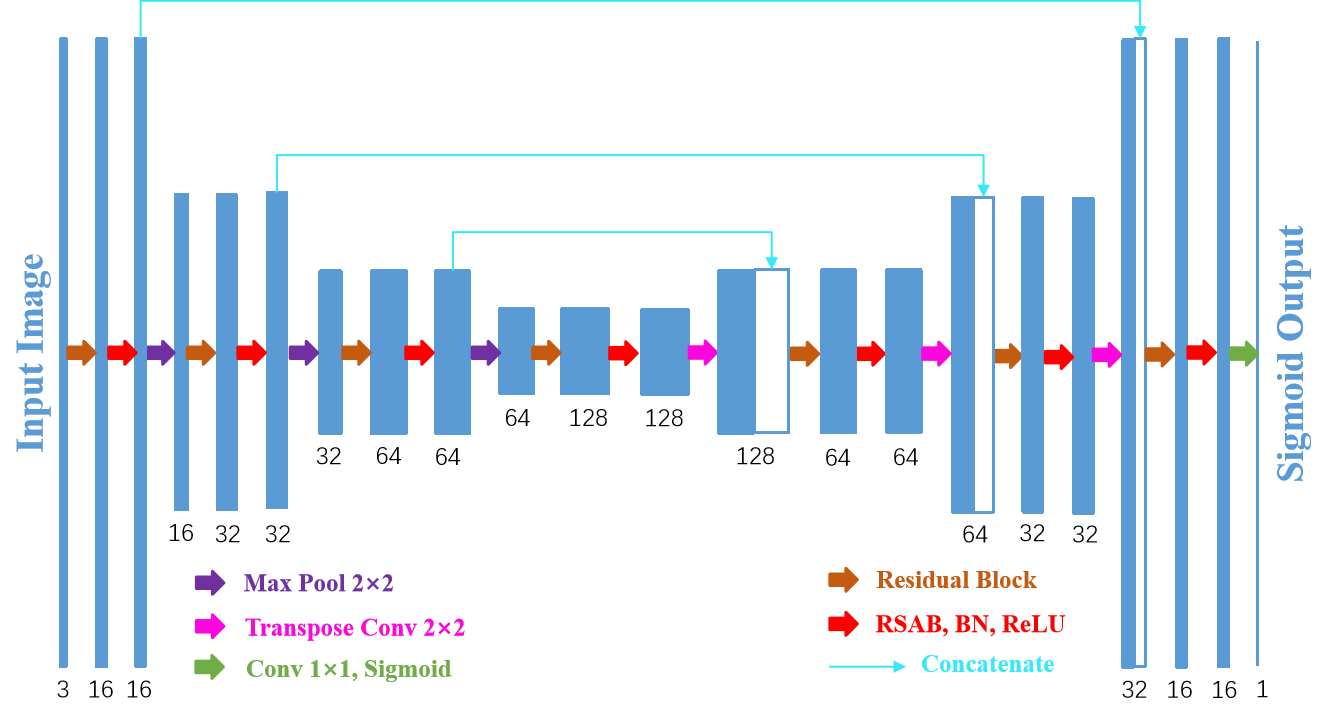 Input Image
3 16 16
16 32 32
32 64 64
64 128 128
128 64 64
64 32 32
32 16 16 1
Sigmoid Output
Max Pool 2×2
Transpose Conv 2×2
Conv 1×1, Sigmoid
Residual Block
RSAB, BN, ReLU
Concatenate